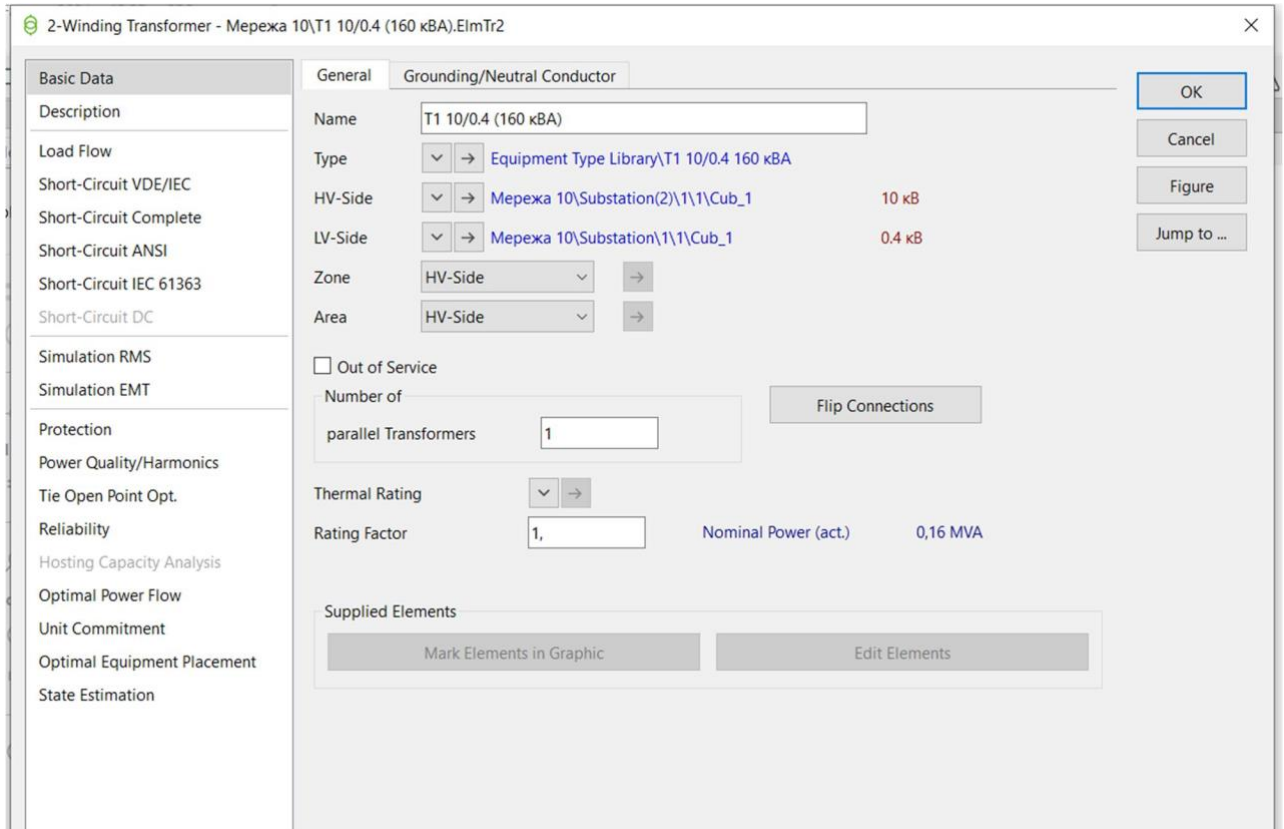 2-Winding Transformer - Мережа 10\T1 10/0.4 (160 кВА).ElmTr2
Basic Data
Description
Load Flow
Short-Circuit VDE/IEC
Short-Circuit Complete
Short-Circuit ANSI
Short-Circuit IEC 61363
Short-Circuit DC
Simulation RMS
Simulation EMT
Protection
Power Quality/Harmonics
Tie Open Point Opt.
Reliability
Hosting Capacity Analysis
Optimal Power Flow
Unit Commitment
Optimal Equipment Placement
State Estimation
General Grounding/Neutral Conductor
Name T1 10/0.4 (160 кВА)
Type Equipment Type Library\T1 10/0.4 160 кВА
HV-Side Мережа 10\Substation(2)\1\1\Cub_1 10 кВ
LV-Side Мережа 10\Substation\1\1\Cub_1 0.4 кВ
Zone HV-Side
Area HV-Side
Out of Service
Number of
parallel Transformers 1
Flip Connections
Thermal Rating
Rating Factor 1, Nominal Power (act.) 0,16 MVA
Supplied Elements
Mark Elements in Graphic Edit Elements
OK
Cancel
Figure
Jump to ...